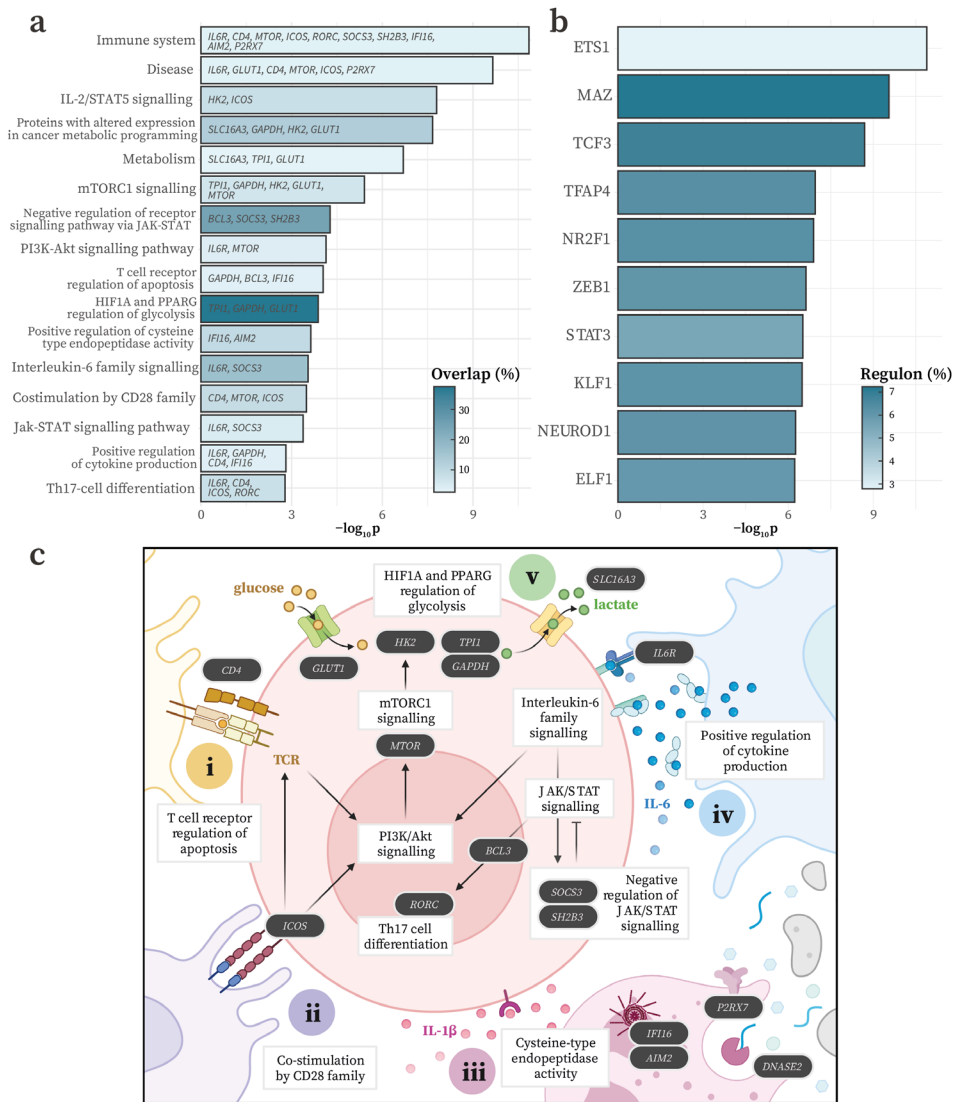 a
Immune system
IL6R, CD4, MTOR, ICOS, RORC, SOCS3, SH2B3, IFI16,
AIM2, P2RX7
Disease
IL6R, GLUT1, CD4, MTOR, ICOS, P2RX7
IL-2/STAT5 signalling
HK2, ICOS
Proteins with altered expression
in cancer metabolic programming
SLC16A3, GAPDH, HK2, GLUT1
Metabolism
SLC16A3, TPI1, GLUT1
mTORC1 signalling
TPI1, GAPDH, HK2, GLUT1,
MTOR
Negative regulation of receptor
signalling pathway via JAK-STAT
BCL3, SOCS3, SH2B3
PI3K-Akt signalling pathway
IL6R, MTOR
T cell receptor
regulation of apoptosis
GAPDH, BCL3, IFI16
HIF1A and PPARG
regulation of glycolysis
TPI1, GAPDH, GLUT1
Positive regulation of cysteine
type endopeptidase activity
IFI16, AIM2
Interleukin-6 family signalling
IL6R, SOCS3
Costimulation by CD28 family
CD4, MTOR, ICOS
Jak-STAT signalling pathway
IL6R, SOCS3
Positive regulation
of cytokine production
IL6R, GAPDH,
CD4, IFI16
Th17-cell differentiation
IL6R, CD4,
ICOS, RORC
0 3 6 9
−log10p
Overlap (%)
30
20
10
b
ETS1
MAZ
TCF3
TFAP4
NR2F1
ZEB1
STAT3
KLF1
NEUROD1
ELF1
0 3 6 9
−log10p
Regulon (%)
7
6
5
4
3
c
glucose
HIF1A and PPARG
regulation of
glycolysis
v
SLC16A3
lactate
CD4
GLUT1
HK2
TPI1
GAPDH
IL6R
mTORC1
signalling
Interleukin-6
family
signalling
MTOR
Positive regulation
of cytokine
production
i
TCR
JAK/STAT
signalling
IL-6
iv
T cell receptor
regulation of
apoptosis
PI3K/Akt
signalling
BCL3
SOCS3
SH2B3
Negative
regulation of
JAK/STAT
signalling
RORC
Th17 cell
differentiation
ICOS
ii
Co-stimulation
by CD28 family
IL-1β
iii
Cysteine-type
endopeptidase
activity
IFI16
AIM2
P2RX7
DNASE2